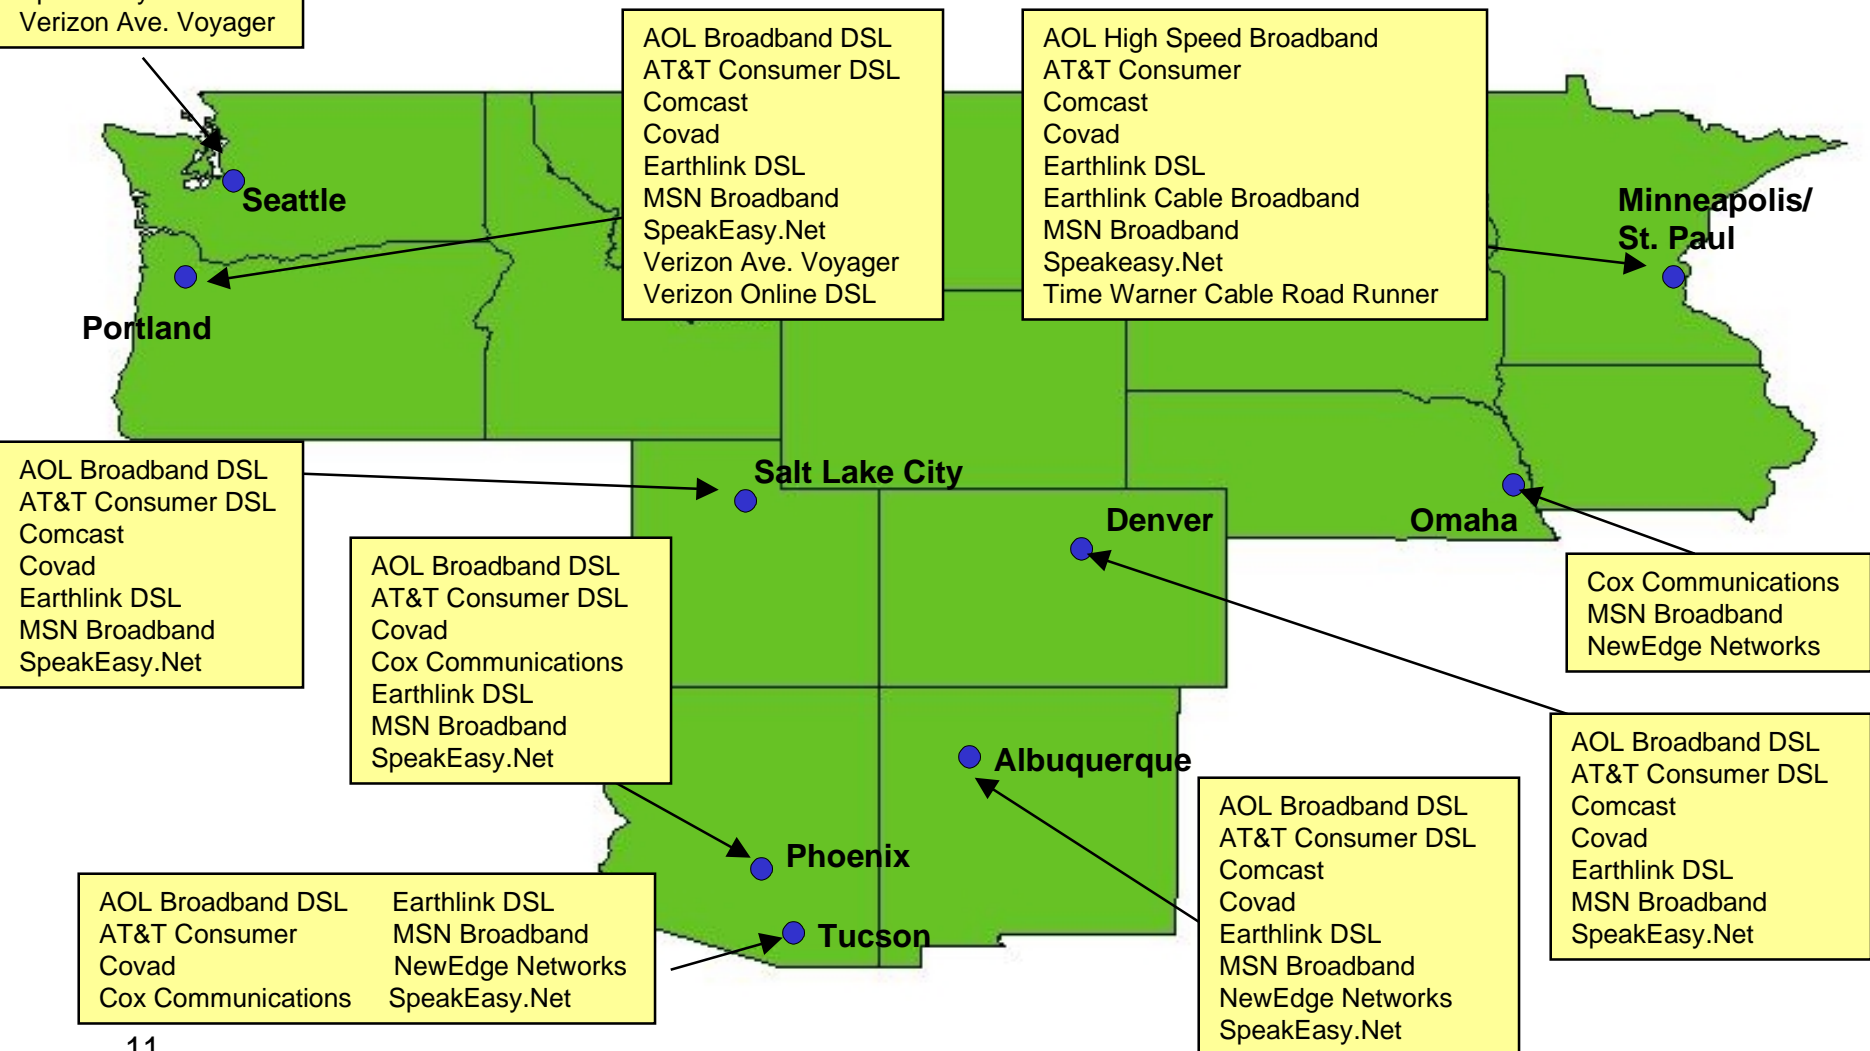 Verizon Ave. Voyager
AOL Broadband DSL
AT&T Consumer DSL
Comcast
Covad
Earthlink DSL
MSN Broadband
SpeakEasy.Net
Verizon Ave. Voyager
Verizon Online DSL
AOL High Speed Broadband
AT&T Consumer
Comcast
Covad
Earthlink DSL
Earthlink Cable Broadband
MSN Broadband
Speakeasy.Net
Time Warner Cable Road Runner
Seattle
Minneapolis/
St. Paul
Portland
AOL Broadband DSL
AT&T Consumer DSL
Comcast
Covad
Earthlink DSL
MSN Broadband
SpeakEasy.Net
Salt Lake City
Denver
Omaha
AOL Broadband DSL
AT&T Consumer DSL
Covad
Cox Communications
Earthlink DSL
MSN Broadband
SpeakEasy.Net
Cox Communications
MSN Broadband
NewEdge Networks
Albuquerque
AOL Broadband DSL
AT&T Consumer DSL
Comcast
Covad
Earthlink DSL
MSN Broadband
SpeakEasy.Net
AOL Broadband DSL
AT&T Consumer DSL
Comcast
Covad
Earthlink DSL
MSN Broadband
NewEdge Networks
SpeakEasy.Net
Phoenix
Tucson
AOL Broadband DSL Earthlink DSL
AT&T Consumer MSN Broadband
Covad NewEdge Networks
Cox Communications SpeakEasy.Net
11